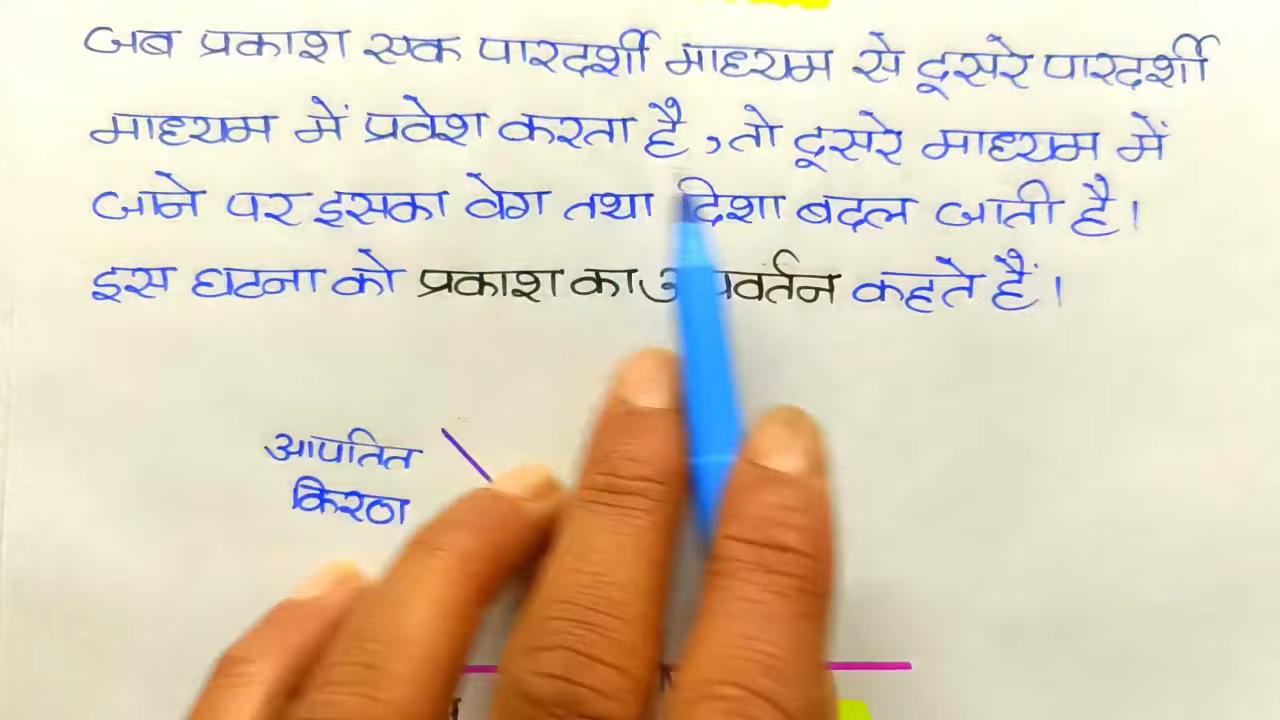 जब प्रकाश एक पारदर्शी माध्यम से दूसरे पारदर्शी
माध्यम में प्रवेश करता है, तो दूसरे माध्यम में
जाने पर इसका वेग तथा दिशा बदल जाती है।
इस घटना को प्रकाश का अपवर्तन कहते हैं।
आपतित
किरण